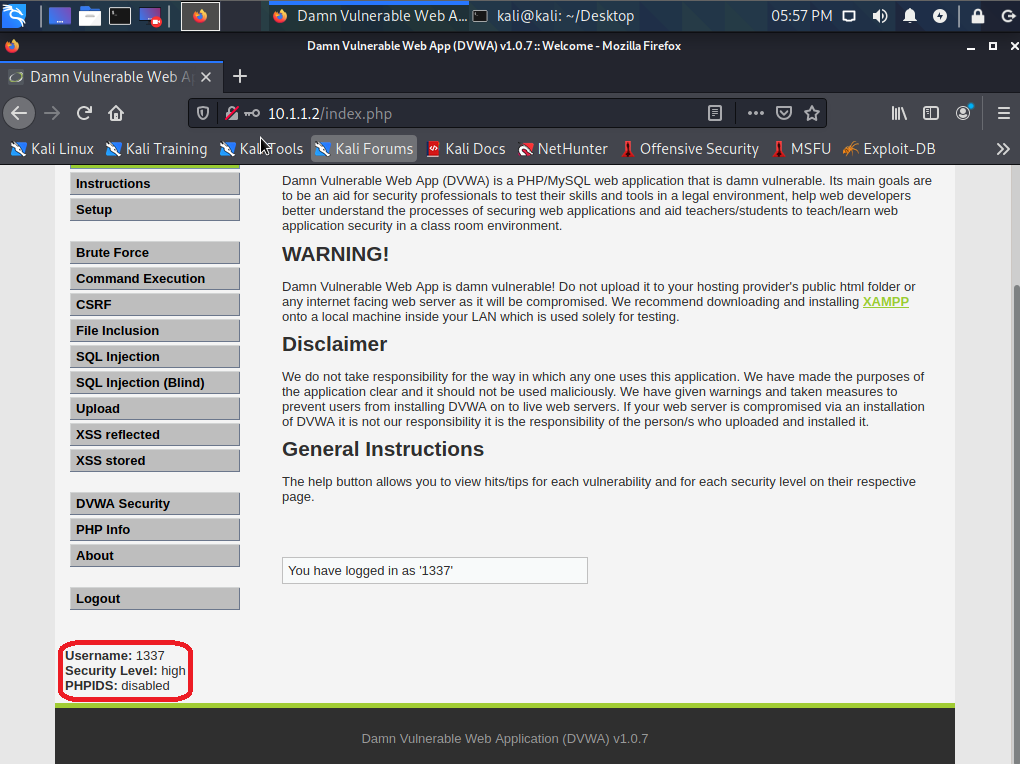 Damn Vulnerable Web A...
kali@kali: ~/Desktop
05:57 PM
Damn Vulnerable Web App (DVWA) v1.0.7 :: Welcome - Mozilla Firefox
Damn Vulnerable Web Ap
10.1.1.2/index.php
Kali Linux
Kali Training
Kali Tools
Kali Forums
Kali Docs
NetHunter
Offensive Security
MSFU
Exploit-DB
Instructions
Setup
Brute Force
Command Execution
CSRF
File Inclusion
SQL Injection
SQL Injection (Blind)
Upload
XSS reflected
XSS stored
DVWA Security
PHP Info
About
Logout
Username: 1337
Security Level: high
PHPIDS: disabled
Damn Vulnerable Web App (DVWA) is a PHP/MySQL web application that is damn vulnerable. Its main goals are
to be an aid for security professionals to test their skills and tools in a legal environment, help web developers
better understand the processes of securing web applications and aid teachers/students to teach/learn web
application security in a class room environment.
WARNING!
Damn Vulnerable Web App is damn vulnerable! Do not upload it to your hosting provider's public html folder or
any internet facing web server as it will be compromised. We recommend downloading and installing XAMPP
onto a local machine inside your LAN which is used solely for testing.
Disclaimer
We do not take responsibility for the way in which any one uses this application. We have made the purposes of
the application clear and it should not be used maliciously. We have given warnings and taken measures to
prevent users from installing DVWA on to live web servers. If your web server is compromised via an installation
of DVWA it is not our responsibility it is the responsibility of the person/s who uploaded and installed it.
General Instructions
The help button allows you to view hits/tips for each vulnerability and for each security level on their respective
page.
You have logged in as '1337'
Damn Vulnerable Web Application (DVWA) v1.0.7